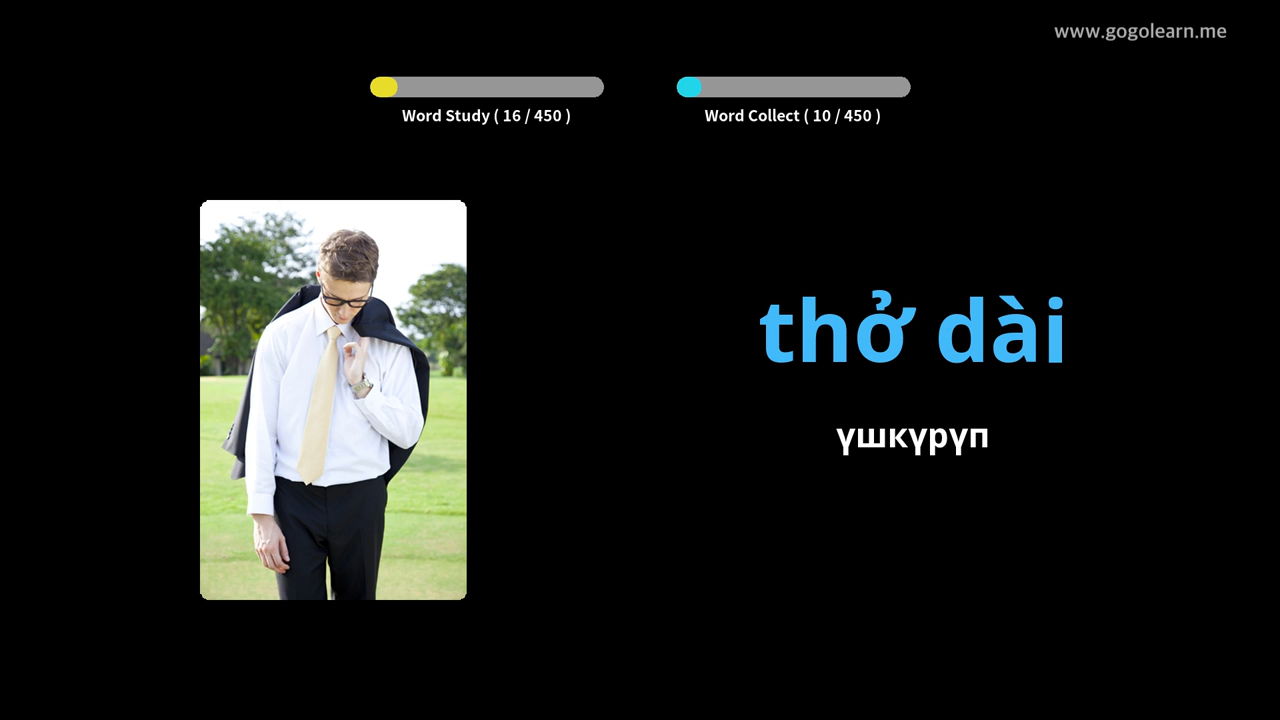 www.gogolearn.me
Word Study ( 16 / 450 )
Word Collect ( 10 / 450 )
thở dài
үшкүрүп